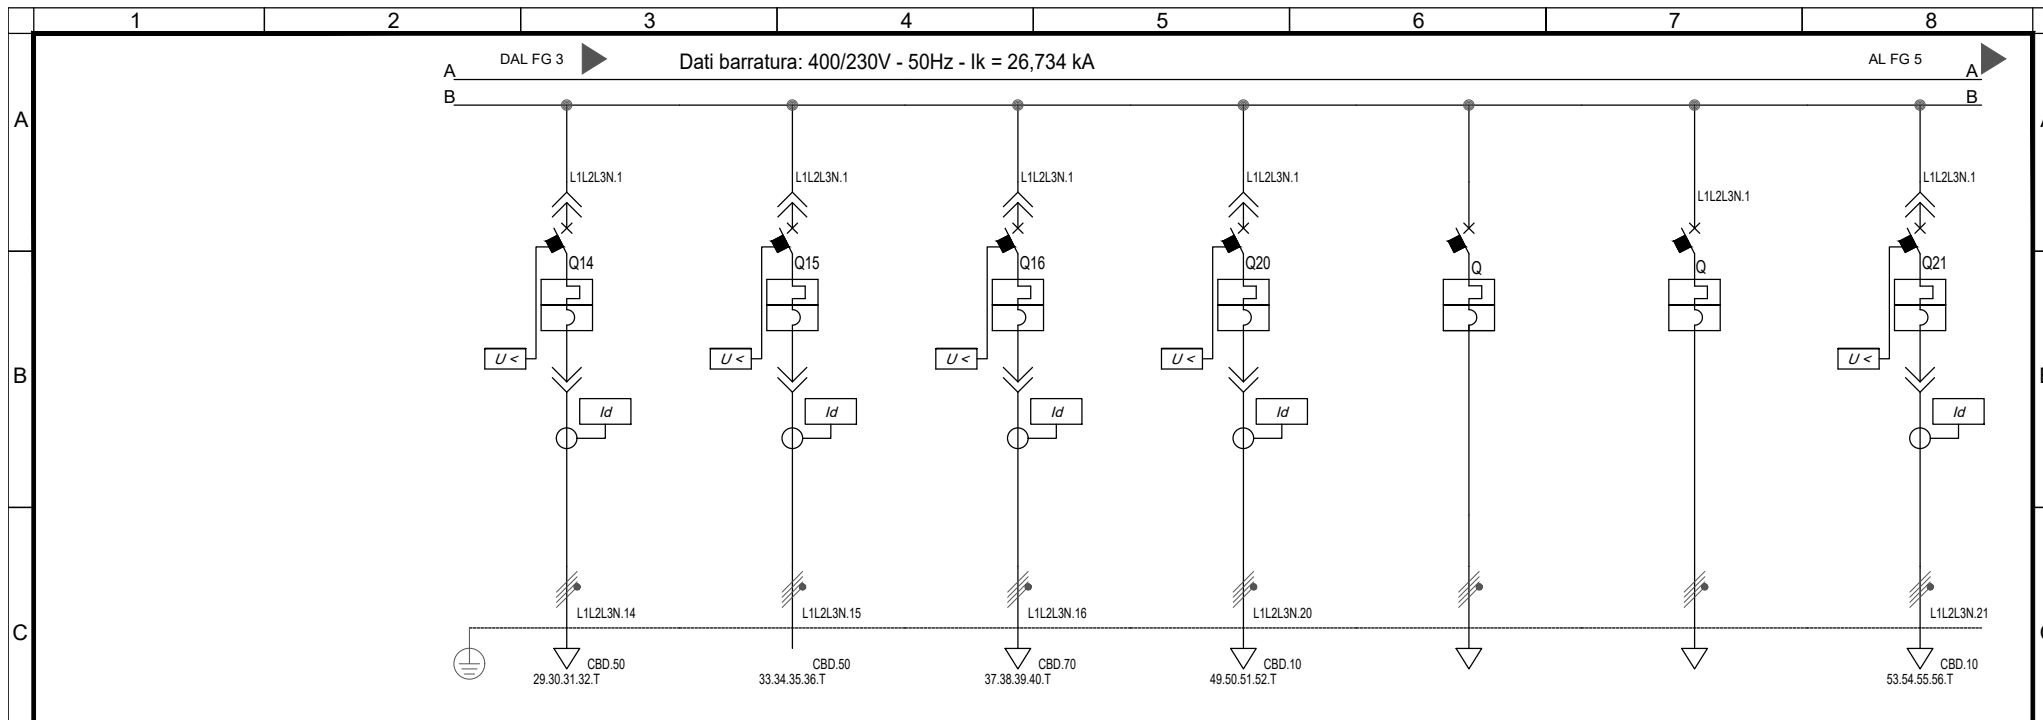 1 2 3 4 5 6 7 8
DAL FG 3 Dati barratura: 400/230V - 50Hz - Ik = 26,734 kA AL FG 5
A A
B B
A
L1L2L3N.1 L1L2L3N.1 L1L2L3N.1 L1L2L3N.1 L1L2L3N.1
L1L2L3N.1
Q14 Q15 Q16 Q20 Q Q Q21
U < U < U < U < U <
B
Id Id Id Id Id
L1L2L3N.14 L1L2L3N.15 L1L2L3N.16 L1L2L3N.20 L1L2L3N.21
C
CBD.50 CBD.50 CBD.70 CBD.10 CBD.10
29.30.31.32.T 33.34.35.36.T 37.38.39.40.T 49.50.51.52.T 53.54.55.56.T